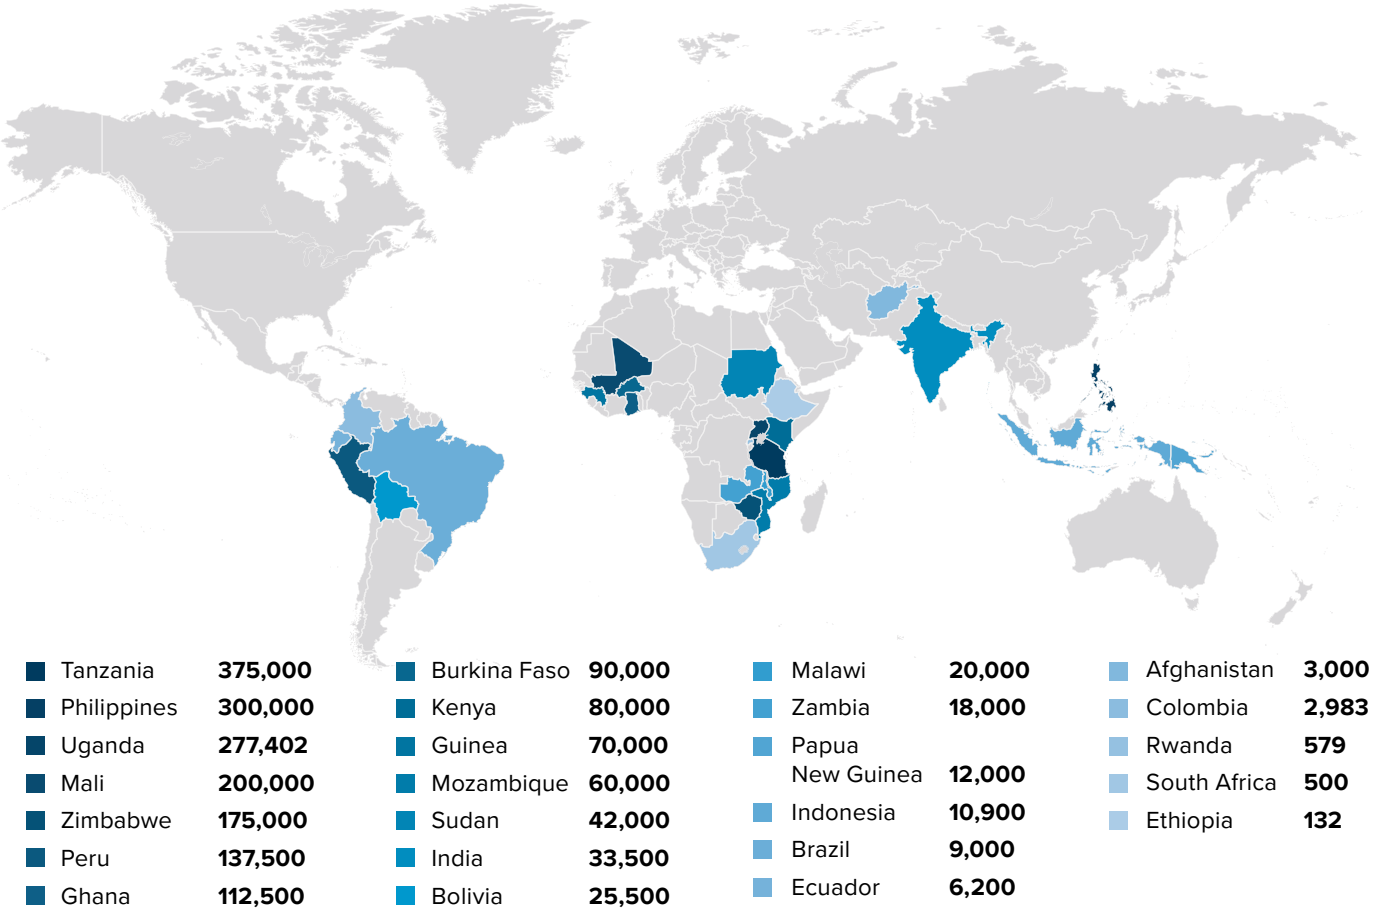 Tanzania 375,000
Philippines 300,000
Uganda 277,402
Mali 200,000
Zimbabwe 175,000
Peru 137,500
Ghana 112,500
Burkina Faso 90,000
Kenya 80,000
Guinea 70,000
Mozambique 60,000
Sudan 42,000
India 33,500
Bolivia 25,500
Malawi 20,000
Zambia 18,000
Papua
New Guinea 12,000
Indonesia 10,900
Brazil 9,000
Ecuador 6,200
Afghanistan 3,000
Colombia 2,983
Rwanda 579
South Africa 500
Ethiopia 132